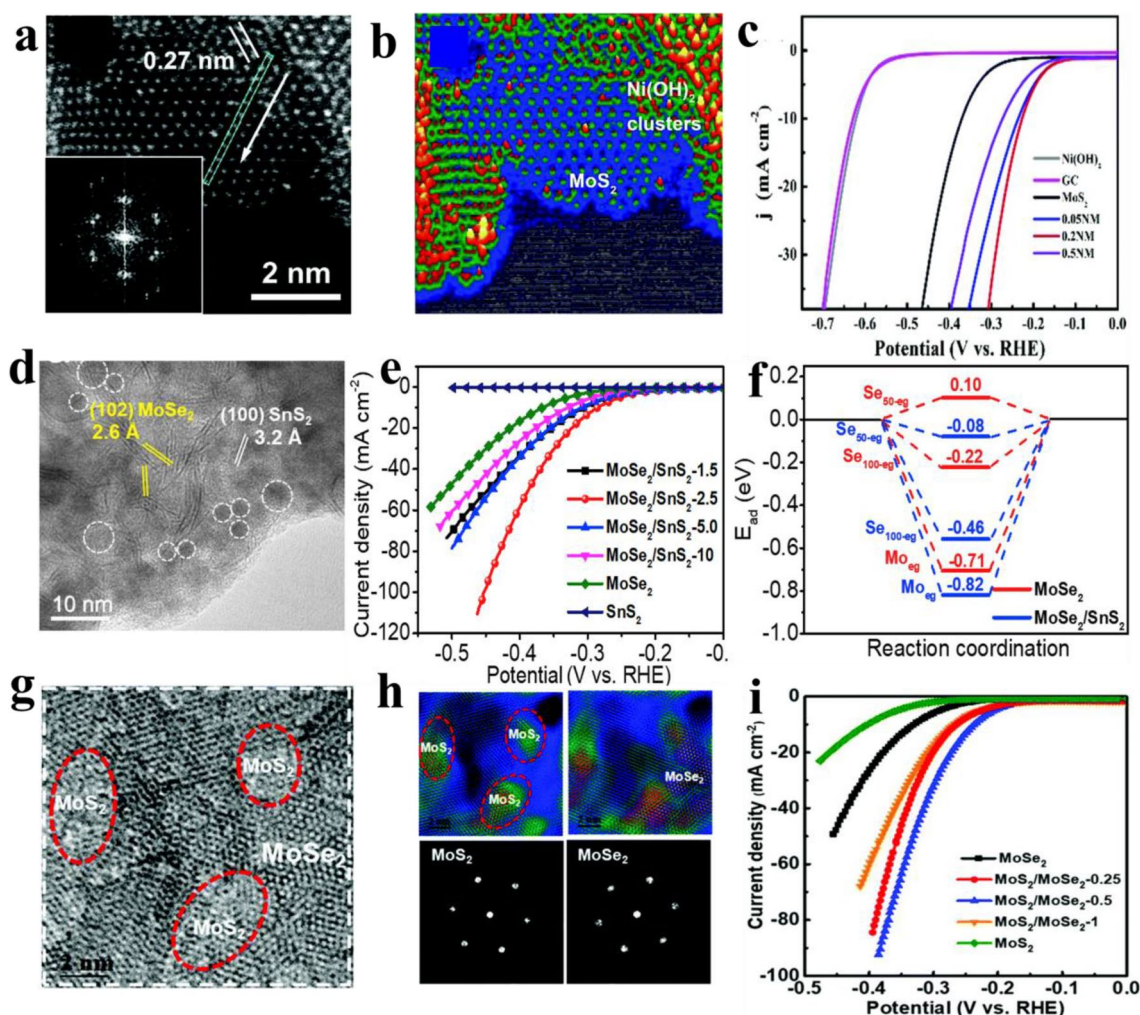 a
0.27 nm
2 nm
b
Ni(OH)2
clusters
MoS2
c
0
-10
-20
-30
j (mA cm-2)
Ni(OH)2
GC
MoS2
0.05NM
0.2NM
0.5NM
-0.7 -0.6 -0.5 -0.4 -0.3 -0.2 -0.1 0.0
Potential (V vs. RHE)
d
(102) MoSe2
2.6 Å
(100) SnS2
3.2 Å
10 nm
e
Current density (mA cm-2)
0
-20
-40
-60
-80
-100
-120
MoSe2/SnS2-1.5
MoSe2/SnS2-2.5
MoSe2/SnS2-5.0
MoSe2/SnS2-10
MoSe2
SnS2
-0.5 -0.4 -0.3 -0.2 -0.1 -0.
Potential (V vs. RHE)
f
Ead (eV)
0.2
0.0
-0.2
-0.4
-0.6
-0.8
-1.0
Se50-eg
0.10
Se50-eg
-0.08
Se100-eg
-0.22
Se100-eg
-0.46
Moeg
-0.71
Moeg
-0.82
MoSe2
MoSe2/SnS2
Reaction coordination
g
MoS2
MoS2
MoSe2
MoS2
2 nm
h
MoS2
MoS2
MoS2
MoSe2
MoS2
MoSe2
i
Current density (mA cm-2)
0
-20
-40
-60
-80
-100
MoSe2
MoS2/MoSe2-0.25
MoS2/MoSe2-0.5
MoS2/MoSe2-1
MoS2
-0.5 -0.4 -0.3 -0.2 -0.1 0.0
Potential (V vs. RHE)